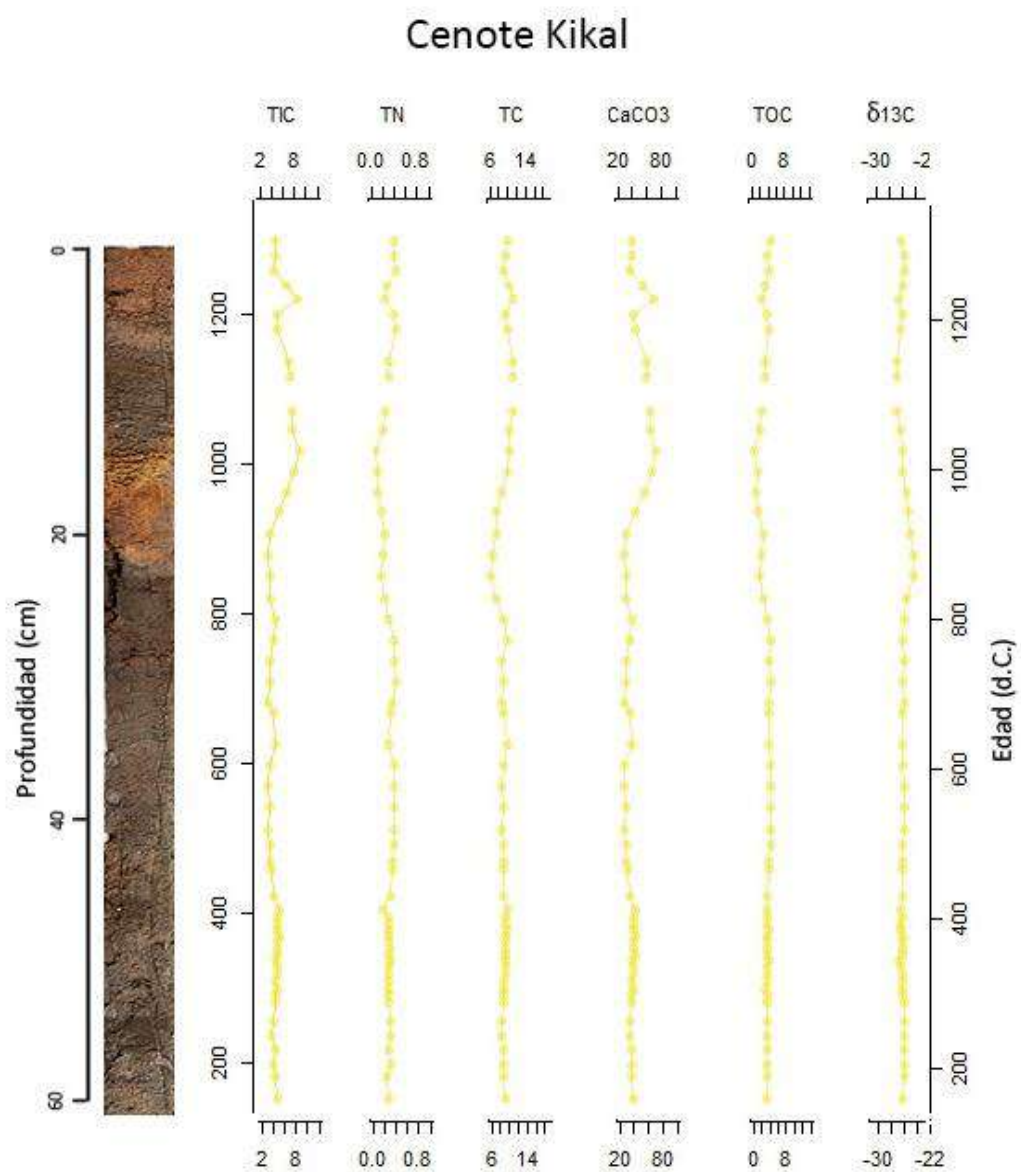 Cenote Kikal
TIC TN TC CaCO3 TOC δ13C
2 8 0.0 0.8 6 14 20 80 0 8 -30 -2
0
20
40
60
Profundidad (cm)
1200
1000
800
600
400
200
1200
1000
800
600
400
200
Edad (d.C.)
2 8 0.0 0.8 6 14 20 80 0 8 -30 -22